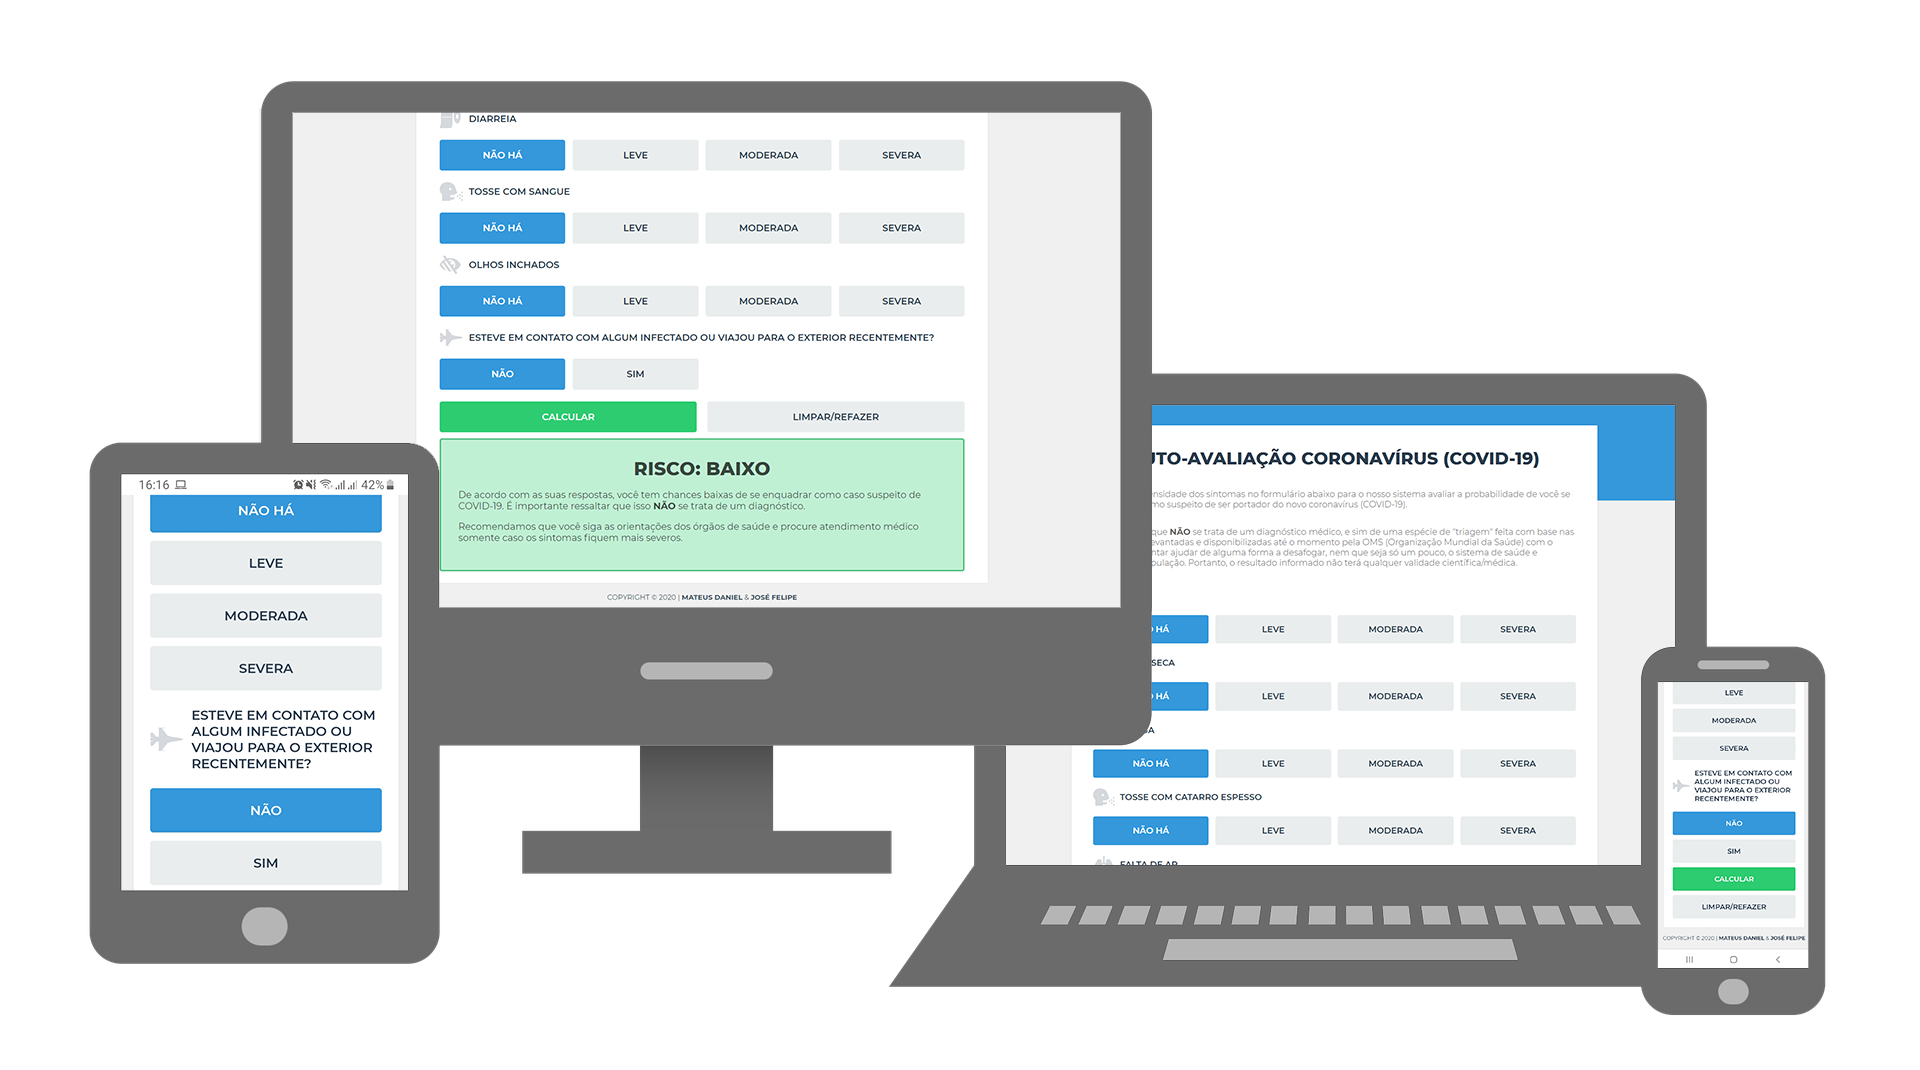 DIARREIA
NÃO HÁ LEVE MODERADA SEVERA
TOSSE COM SANGUE
NÃO HÁ LEVE MODERADA SEVERA
OLHOS INCHADOS
NÃO HÁ LEVE MODERADA SEVERA
ESTEVE EM CONTATO COM ALGUM INFECTADO OU VIAJOU PARA O EXTERIOR RECENTEMENTE?
NÃO SIM
CALCULAR LIMPAR/REFAZER
RISCO: BAIXO
De acordo com as suas respostas, você tem chances baixas de se enquadrar como caso suspeito de
COVID-19. É importante ressaltar que isso NÃO se trata de um diagnóstico.
Recomendamos que você siga as orientações dos órgãos de saúde e procure atendimento médico
somente caso os sintomas fiquem mais severos.
COPYRIGHT © 2020 | MATEUS DANIEL & JOSÉ FELIPE
16:16 42%
NÃO HÁ
LEVE
MODERADA
SEVERA
ESTEVE EM CONTATO COM
ALGUM INFECTADO OU
VIAJOU PARA O EXTERIOR
RECENTEMENTE?
NÃO
SIM
UTO-AVALIAÇÃO CORONAVÍRUS (COVID-19)
ensidade dos sintomas no formulário abaixo para o nosso sistema avaliar a probabilidade de você se
mo suspeito de ser portador do novo coronavírus (COVID-19).
que NÃO se trata de um diagnóstico médico, e sim de uma espécie de "triagem" feita com base nas
evantadas e disponibilizadas até o momento pela OMS (Organização Mundial da Saúde) com o
ntar ajudar de alguma forma a desafogar, nem que seja só um pouco, o sistema de saúde e
pulação. Portanto, o resultado informado não terá qualquer validade científica/médica.
HÁ LEVE MODERADA SEVERA
SECA
HÁ LEVE MODERADA SEVERA
NÃO HÁ LEVE MODERADA SEVERA
TOSSE COM CATARRO ESPESSO
NÃO HÁ LEVE MODERADA SEVERA
FALTA DE AR
LEVE
MODERADA
SEVERA
ESTEVE EM CONTATO COM
ALGUM INFECTADO OU
VIAJOU PARA O EXTERIOR
RECENTEMENTE?
NÃO
SIM
CALCULAR
LIMPAR/REFAZER
COPYRIGHT © 2020 | MATEUS DANIEL & JOSÉ FELIPE